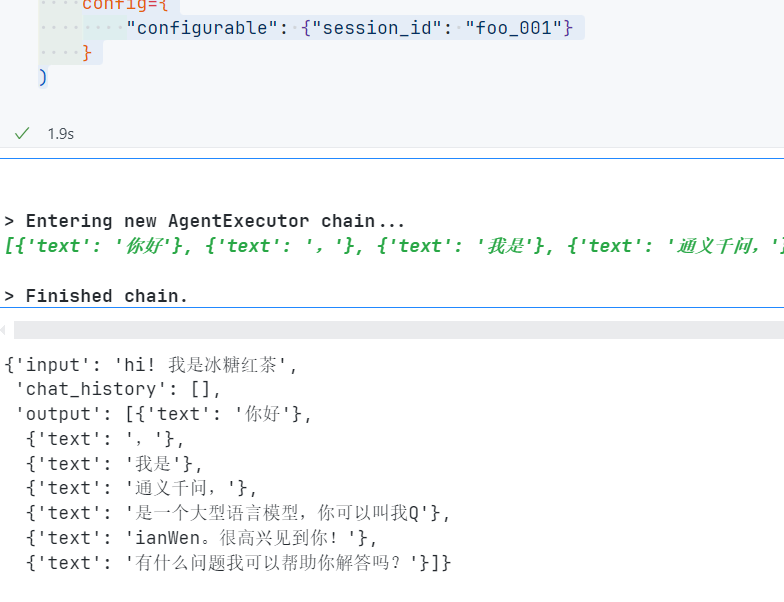 config={
"configurable": {"session_id": "foo_001"}
}
)
1.9s
> Entering new AgentExecutor chain...
[{'text': '你好'}, {'text': '，'}, {'text': '我是'}, {'text': '通义千问，'}
> Finished chain.
{'input': 'hi! 我是冰糖红茶',
'chat_history': [],
'output': [{'text': '你好'},
{'text': '，'},
{'text': '我是'},
{'text': '通义千问，'},
{'text': '是一个大型语言模型，你可以叫我Q'},
{'text': 'ianWen。很高兴见到你！'},
{'text': '有什么问题我可以帮助你解答吗？'}]}